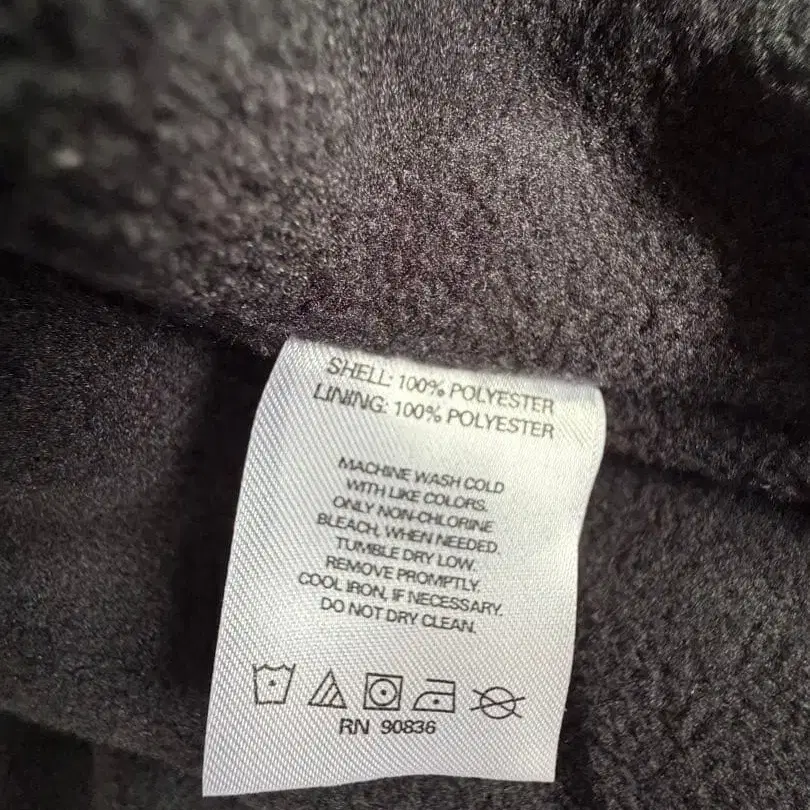 SHELL: 100% POLYESTER
LINING: 100% POLYESTER
MACHINE WASH COLD
WITH LIKE COLORS.
ONLY NON-CHLORINE
BLEACH, WHEN NEEDED.
TUMBLE DRY LOW.
REMOVE PROMPTLY.
COOL IRON, IF NECESSARY.
DO NOT DRY CLEAN.
RN 90836